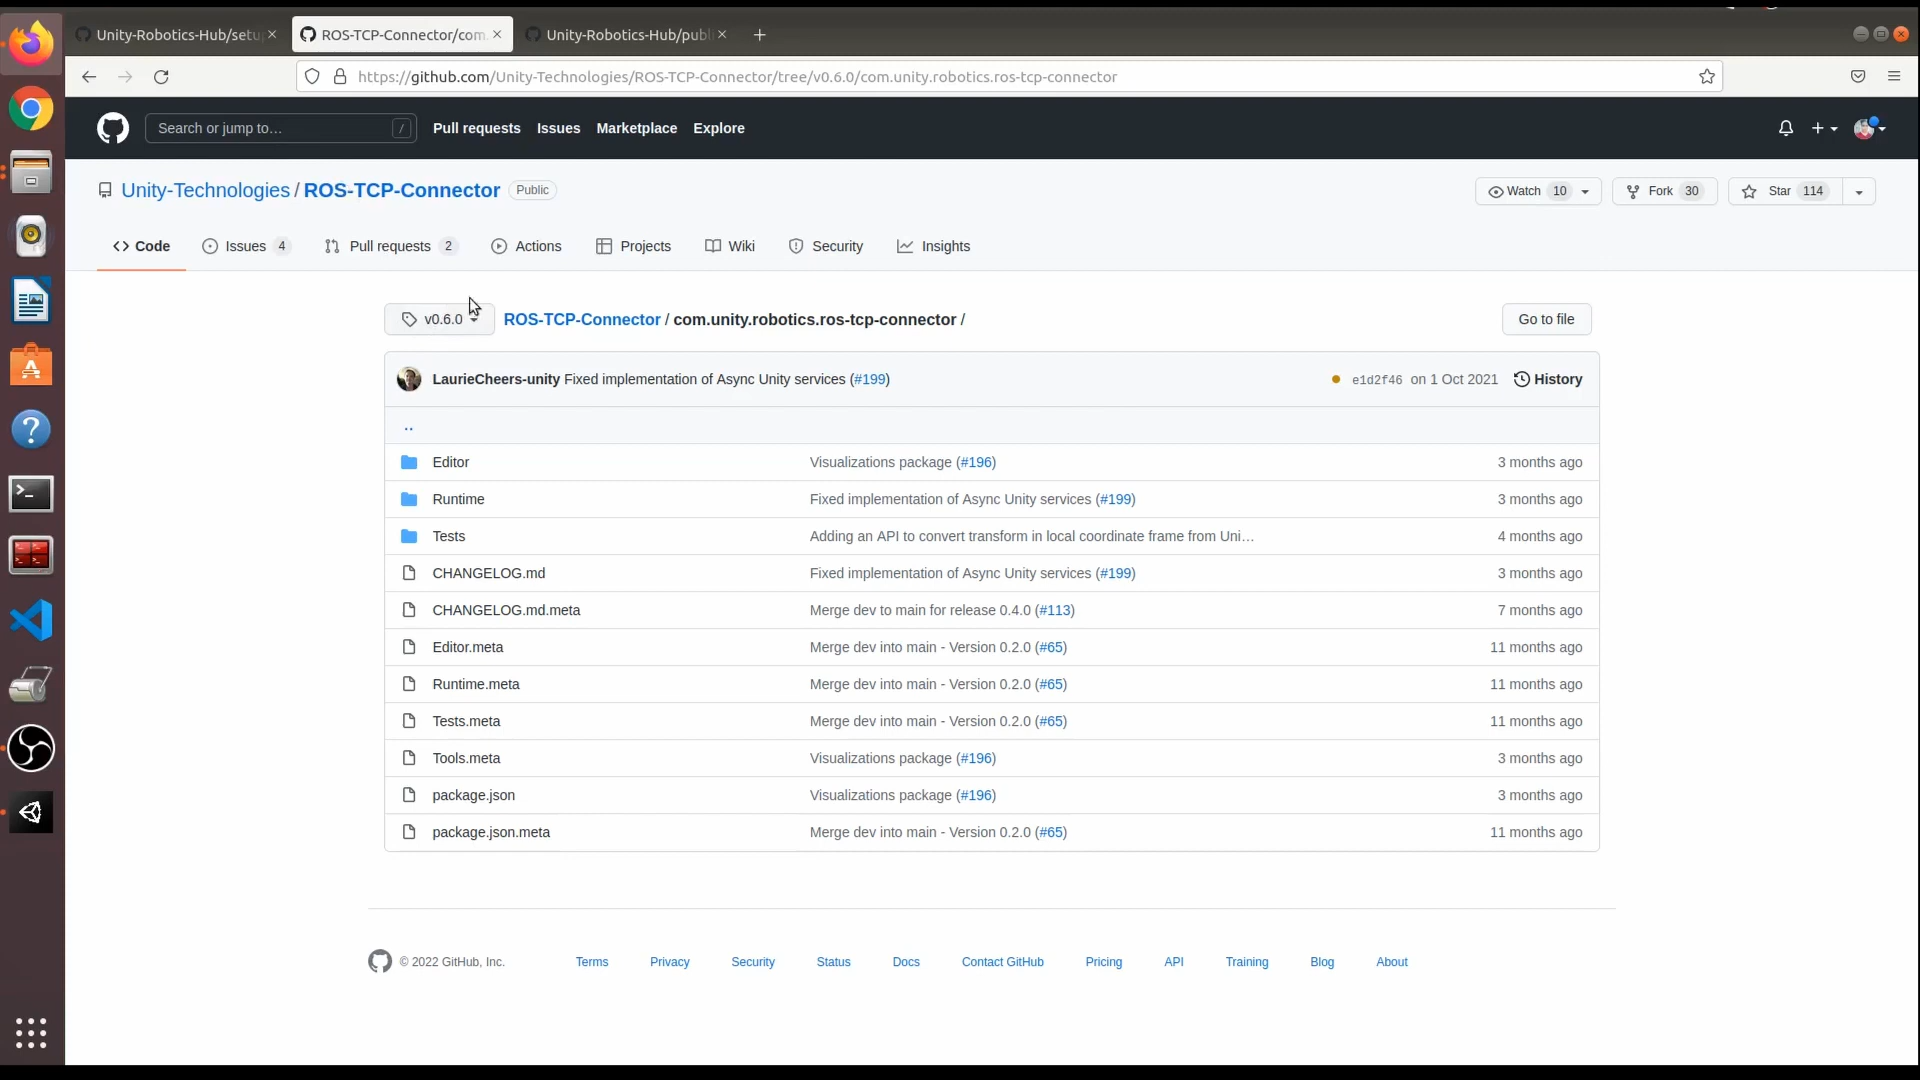 Unity-Robotics-Hub/setu
ROS-TCP-Connector/com.
Unity-Robotics-Hub/publ
https://github.com/Unity-Technologies/ROS-TCP-Connector/tree/v0.6.0/com.unity.robotics.ros-tcp-connector
Search or jump to…
/
Pull requests
Issues
Marketplace
Explore
Unity-Technologies / ROS-TCP-Connector
Public
Watch 10
Fork 30
Star 114
Code
Issues 4
Pull requests 2
Actions
Projects
Wiki
Security
Insights
v0.6.0
ROS-TCP-Connector / com.unity.robotics.ros-tcp-connector /
Go to file
LaurieCheers-unity Fixed implementation of Async Unity services (#199)
e1d2f46 on 1 Oct 2021
History
..
Editor Visualizations package (#196) 3 months ago
Runtime Fixed implementation of Async Unity services (#199) 3 months ago
Tests Adding an API to convert transform in local coordinate frame from Uni… 4 months ago
CHANGELOG.md Fixed implementation of Async Unity services (#199) 3 months ago
CHANGELOG.md.meta Merge dev to main for release 0.4.0 (#113) 7 months ago
Editor.meta Merge dev into main - Version 0.2.0 (#65) 11 months ago
Runtime.meta Merge dev into main - Version 0.2.0 (#65) 11 months ago
Tests.meta Merge dev into main - Version 0.2.0 (#65) 11 months ago
Tools.meta Visualizations package (#196) 3 months ago
package.json Visualizations package (#196) 3 months ago
package.json.meta Merge dev into main - Version 0.2.0 (#65) 11 months ago
© 2022 GitHub, Inc.
Terms
Privacy
Security
Status
Docs
Contact GitHub
Pricing
API
Training
Blog
About